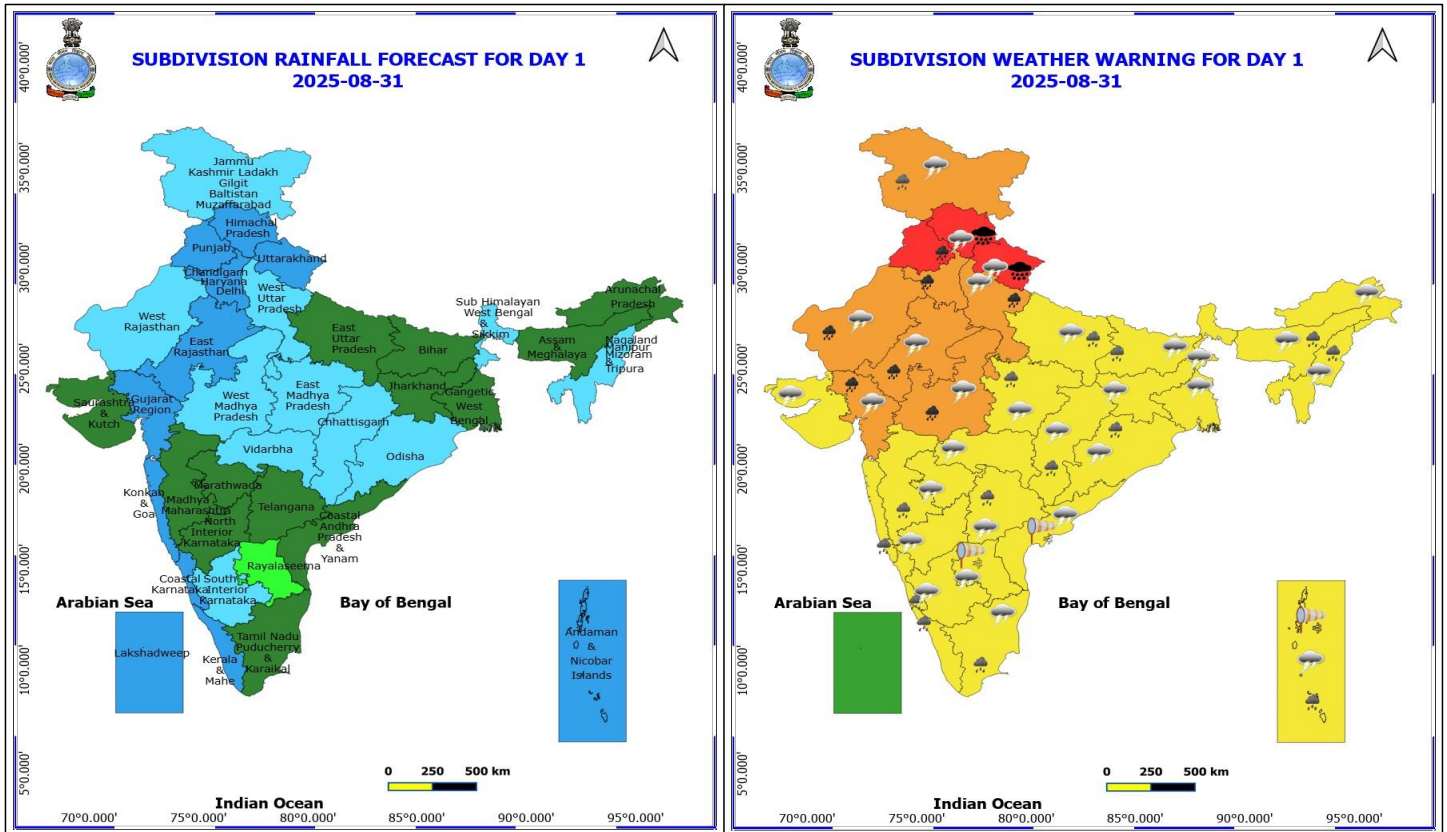 SUBDIVISION RAINFALL FORECAST FOR DAY 1
2025-08-31
40°0.000'
35°0.000'
30°0.000'
25°0.000'
20°0.000'
15°0.000'
10°0.000'
5°0.000'
Jammu
Kashmir Ladakh
Gilgit
Baltistan
Muzaffarabad
Himachal
Pradesh
Punjab
Uttarakhand
Chandigarh
Haryana
Delhi
West
Uttar
Pradesh
West
Rajasthan
East
Rajasthan
East
Uttar
Pradesh
Bihar
Sub Himalayan
West Bengal
&
Sikkim
Arunachal
Pradesh
Assam
&
Meghalaya
Nagaland
Manipur
Mizoram
&
Tripura
Jharkhand
Gangetic
West
Bengal
Saurashtra
&
Kutch
Gujarat
Region
West
Madhya
Pradesh
East
Madhya
Pradesh
Chhattisgarh
Vidarbha
Odisha
Konkan
&
Goa
Madhya
Maharashtra
Marathwada
Telangana
North
Interior
Karnataka
Coastal
Andhra
Pradesh
&
Yanam
Rayalaseema
Coastal
Karnataka
South
Interior
Karnataka
Tamil Nadu
Puducherry
&
Karaikal
Kerala
&
Mahe
Lakshadweep
Andaman
&
Nicobar
Islands
Arabian Sea
Bay of Bengal
0 250 500 km
Indian Ocean
70°0.000' 75°0.000' 80°0.000' 85°0.000' 90°0.000' 95°0.000'
SUBDIVISION WEATHER WARNING FOR DAY 1
2025-08-31
40°0.000'
35°0.000'
30°0.000'
25°0.000'
20°0.000'
15°0.000'
10°0.000'
5°0.000'
Arabian Sea
Bay of Bengal
0 250 500 km
Indian Ocean
70°0.000' 75°0.000' 80°0.000' 85°0.000' 90°0.000' 95°0.000'